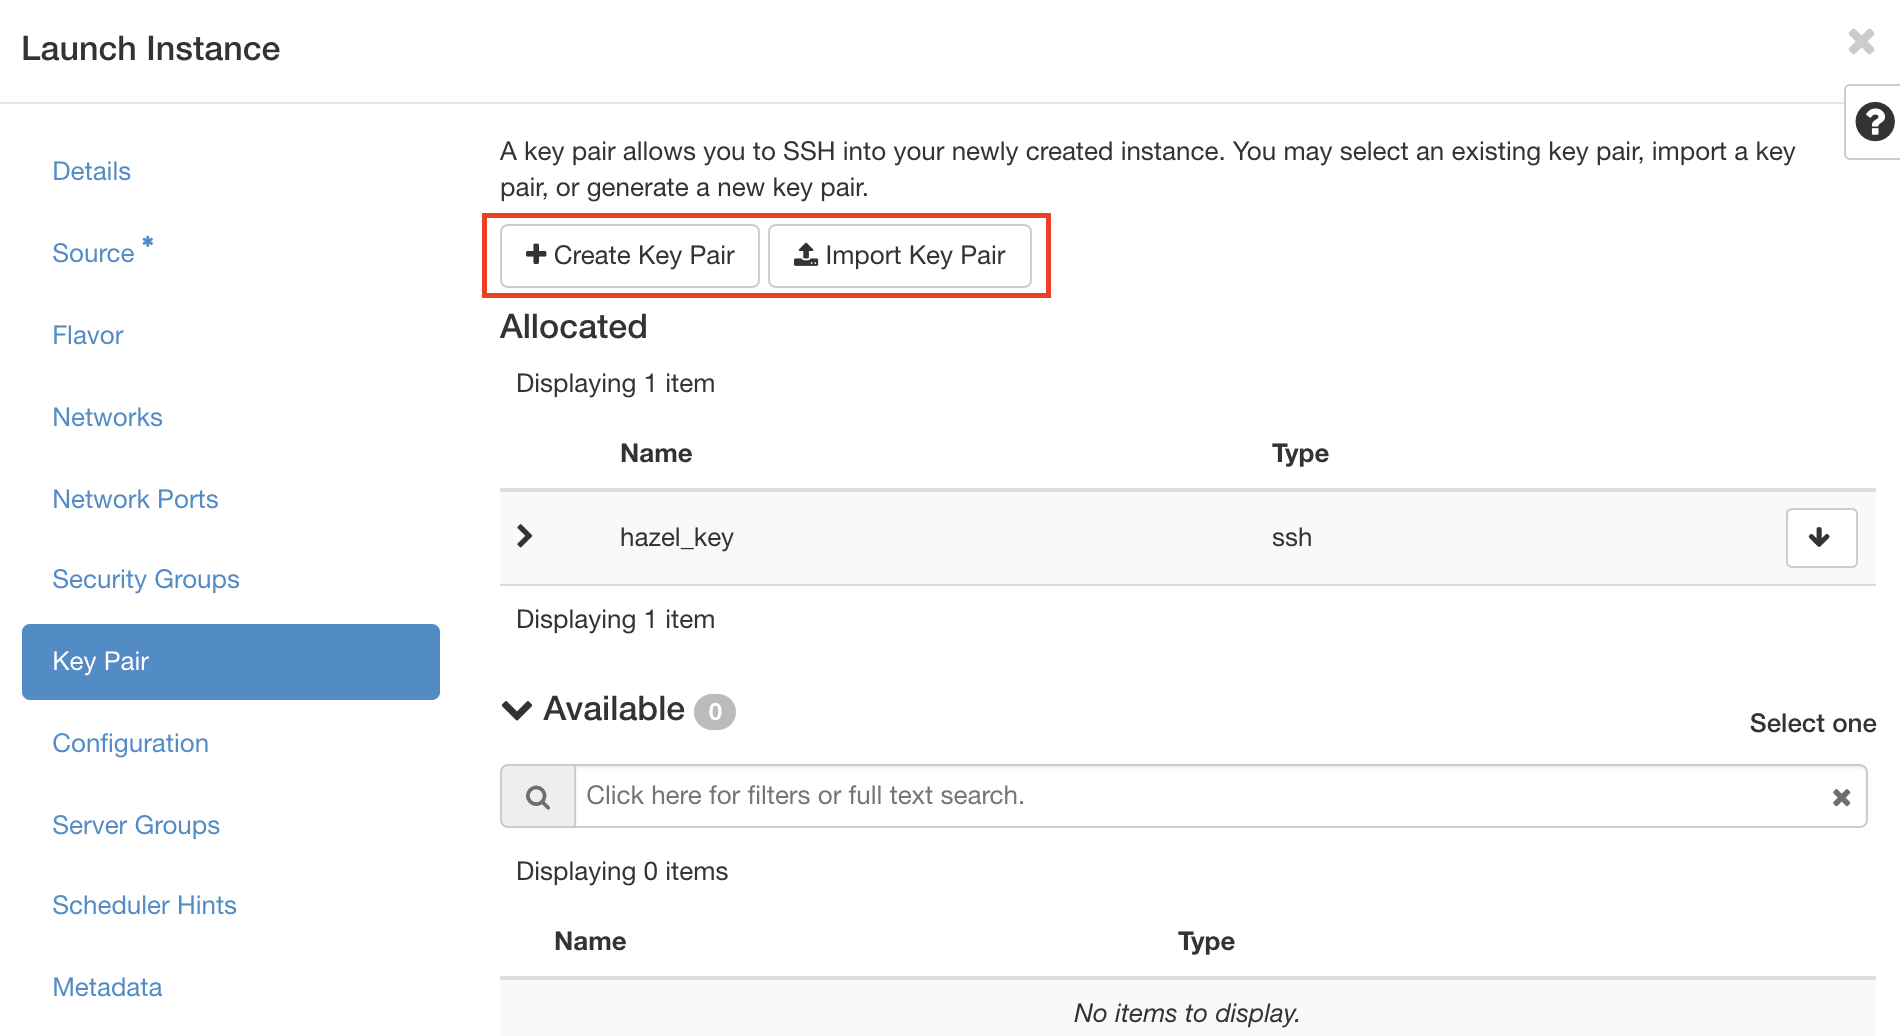 Launch Instance
Details
Source *
Flavor
Networks
Network Ports
Security Groups
Key Pair
Configuration
Server Groups
Scheduler Hints
Metadata
A key pair allows you to SSH into your newly created instance. You may select an existing key pair, import a key
pair, or generate a new key pair.
Create Key Pair Import Key Pair
Allocated
Displaying 1 item
Name Type
hazel_key ssh
Displaying 1 item
Available 0
Select one
Click here for filters or full text search.
Displaying 0 items
Name Type
No items to display.